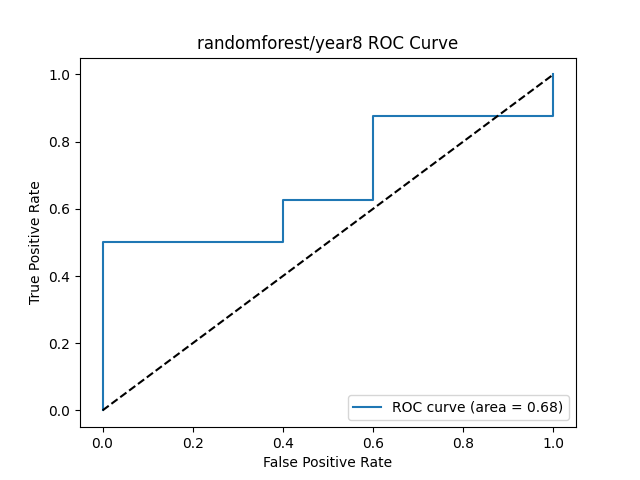 randomforest/year8 ROC Curve
True Positive Rate
1.0
0.8
0.6
0.4
0.2
0.0
ROC curve (area = 0.68)
0.0 0.2 0.4 0.6 0.8 1.0
False Positive Rate